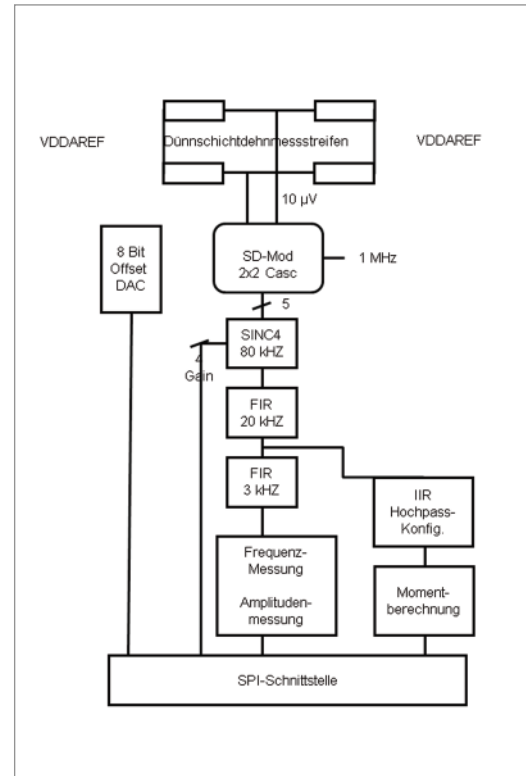 VDDAREF
Dünnschichtdehnmessstreifen
VDDAREF
10 µV
8 Bit
Offset
DAC
SD-Mod
2x2 Casc
1 MHz
5
SINC4
80 kHZ
4
Gain
FIR
20 kHZ
FIR
3 kHZ
IIR
Hochpass-
Konfig.
Frequenz-
Messung
Amplituden-
messung
Moment-
berechnung
SPI-Schnittstelle